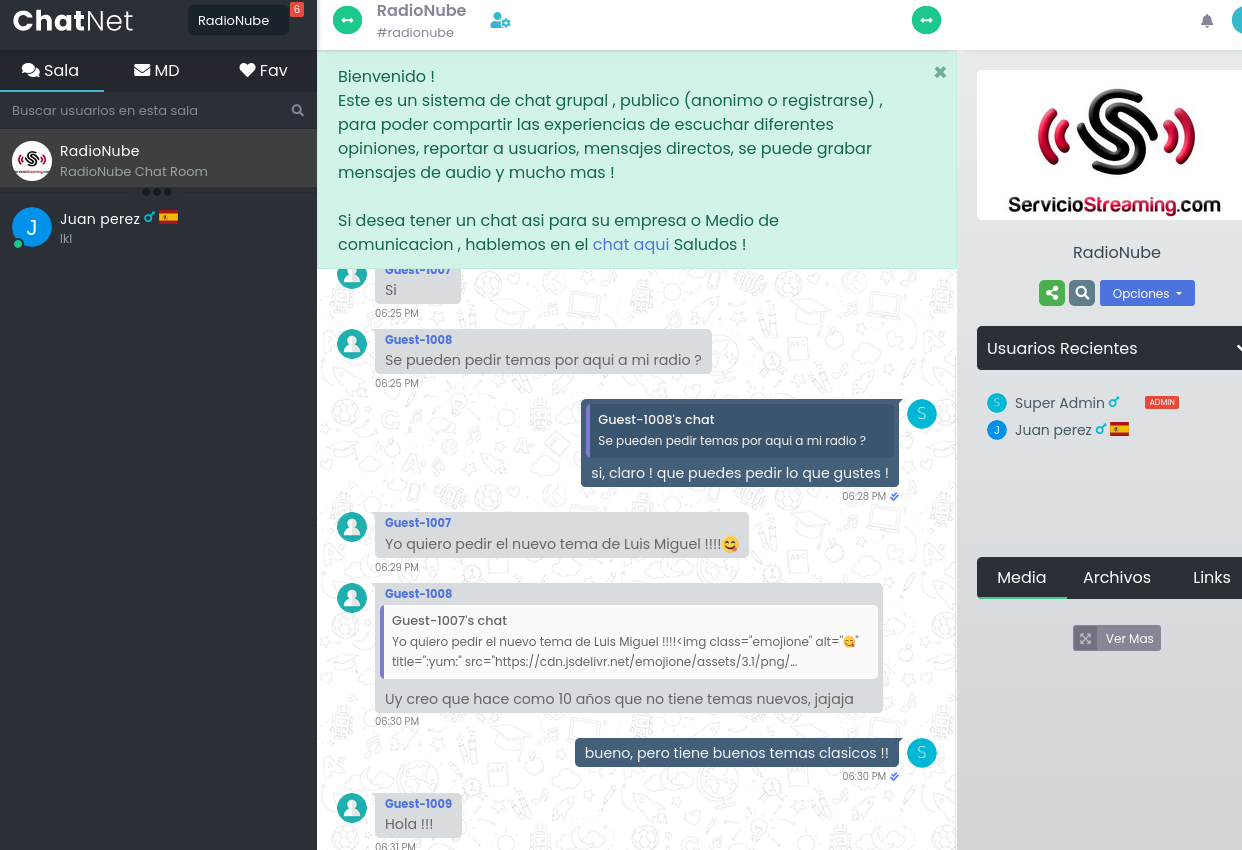 ChatNet
RadioNube
6
Sala
MD
Fav
Buscar usuarios en esta sala
RadioNube
RadioNube Chat Room
Juan perez
J
lkl
RadioNube
#radionube
Bienvenido !
Este es un sistema de chat grupal , publico (anonimo o registrarse) ,
para poder compartir las experiencias de escuchar diferentes
opiniones, reportar a usuarios, mensajes directos, se puede grabar
mensajes de audio y mucho mas !
Si desea tener un chat asi para su empresa o Medio de
comunicacion , hablemos en el chat aqui Saludos !
Guest-1007
Si
06:25 PM
Guest-1008
Se pueden pedir temas por aqui a mi radio ?
06:25 PM
Guest-1008's chat
Se pueden pedir temas por aqui a mi radio ?
si, claro ! que puedes pedir lo que gustes !
S
06:28 PM
Guest-1007
Yo quiero pedir el nuevo tema de Luis Miguel !!!!😋
06:29 PM
Guest-1008
Guest-1007's chat
Yo quiero pedir el nuevo tema de Luis Miguel !!!!<img class="emojione" alt="😋"
title=":yum:" src="https://cdn.jsdelivr.net/emojione/assets/3.1/png/...
Uy creo que hace como 10 años que no tiene temas nuevos, jajaja
06:30 PM
bueno, pero tiene buenos temas clasicos !!
S
06:30 PM
Guest-1009
Hola !!!
06:31 PM
ServicioStreaming.com
RadioNube
Opciones
Usuarios Recientes
S Super Admin ADMIN
J Juan perez
Media
Archivos
Links
Ver Mas